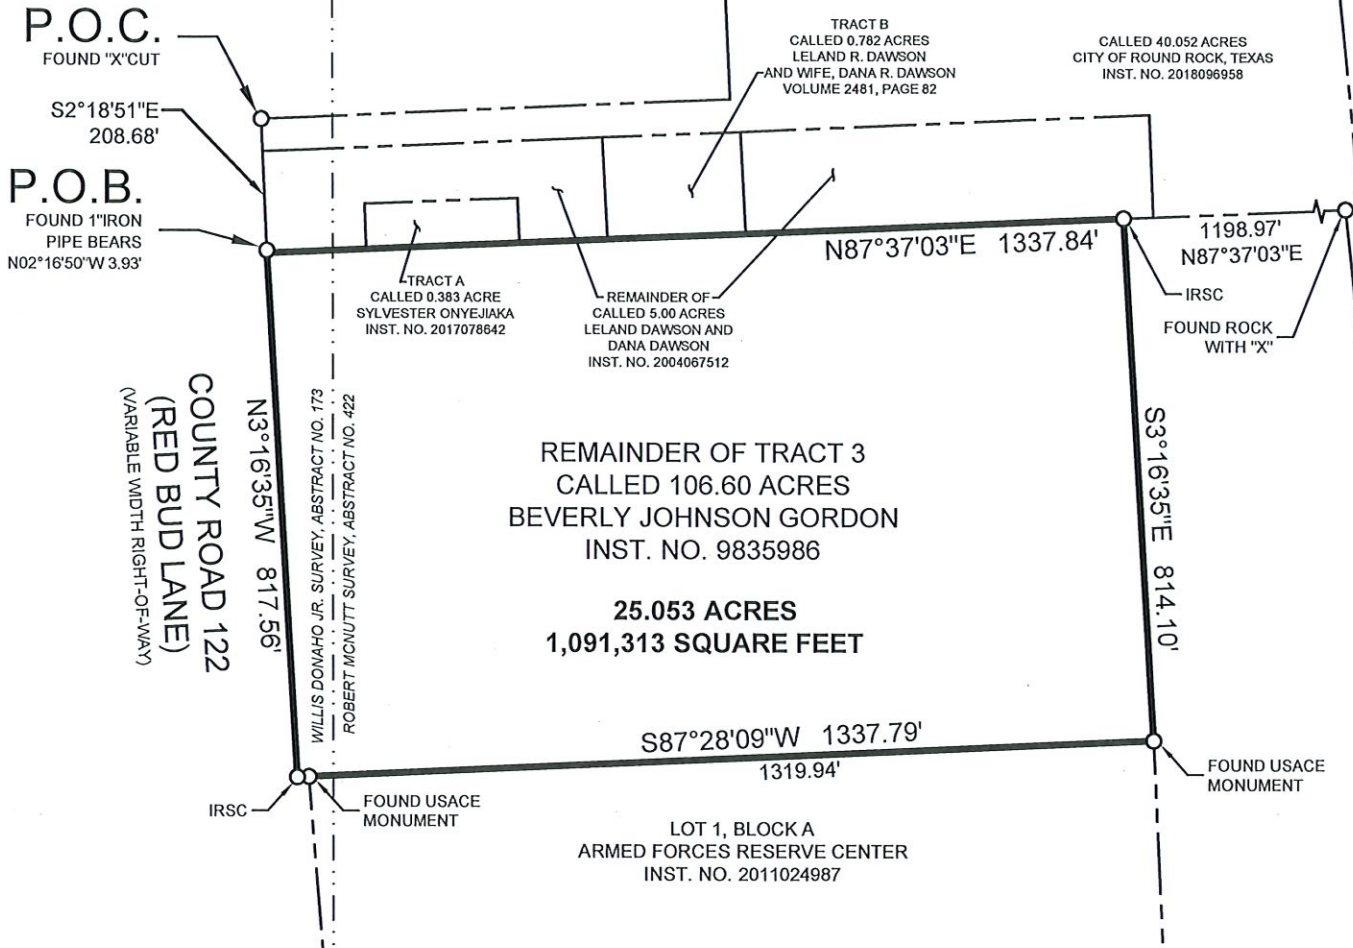 P.O.C.
FOUND "X"CUT
S2°18'51"E
208.68'
P.O.B.
FOUND 1"IRON
PIPE BEARS
N02°16'50"W 3.93'
TRACT B
CALLED 0.782 ACRES
LELAND R. DAWSON
AND WIFE, DANA R. DAWSON
VOLUME 2481, PAGE 82
CALLED 40.052 ACRES
CITY OF ROUND ROCK, TEXAS
INST. NO. 2018096958
N87°37'03"E 1337.84'
1198.97'
N87°37'03"E
IRSC
FOUND ROCK
WITH "X"
TRACT A
CALLED 0.383 ACRE
SYLVESTER ONYEJIAKA
INST. NO. 2017078642
REMAINDER OF
CALLED 5.00 ACRES
LELAND DAWSON AND
DANA DAWSON
INST. NO. 2004067512
COUNTY ROAD 122
(RED BUD LANE)
(VARIABLE WIDTH RIGHT-OF-WAY)
N3°16'35"W 817.56'
WILLIS DONAHO JR. SURVEY, ABSTRACT NO. 173
ROBERT MCNUTT SURVEY, ABSTRACT NO. 422
REMAINDER OF TRACT 3
CALLED 106.60 ACRES
BEVERLY JOHNSON GORDON
INST. NO. 9835986
25.053 ACRES
1,091,313 SQUARE FEET
S3°16'35"E 814.10'
S87°28'09"W 1337.79'
1319.94'
IRSC
FOUND USACE
MONUMENT
FOUND USACE
MONUMENT
LOT 1, BLOCK A
ARMED FORCES RESERVE CENTER
INST. NO. 2011024987